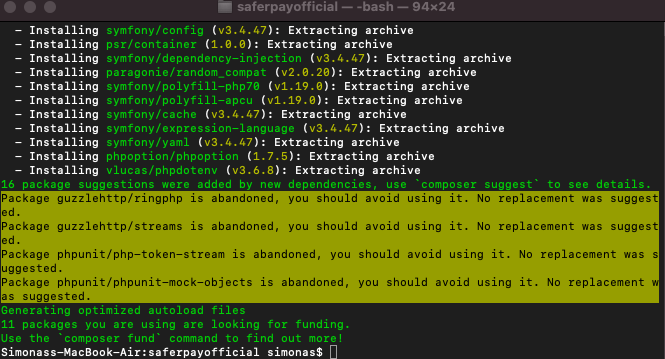 saferpayofficial — -bash — 94×24
- Installing symfony/config (v3.4.47): Extracting archive
- Installing psr/container (1.0.0): Extracting archive
- Installing symfony/dependency-injection (v3.4.47): Extracting archive
- Installing paragonie/random_compat (v2.0.20): Extracting archive
- Installing symfony/polyfill-php70 (v1.19.0): Extracting archive
- Installing symfony/polyfill-apcu (v1.19.0): Extracting archive
- Installing symfony/cache (v3.4.47): Extracting archive
- Installing symfony/expression-language (v3.4.47): Extracting archive
- Installing symfony/yaml (v3.4.47): Extracting archive
- Installing phpoption/phpoption (1.7.5): Extracting archive
- Installing vlucas/phpdotenv (v3.6.8): Extracting archive
16 package suggestions were added by new dependencies, use `composer suggest` to see details.
Package guzzlehttp/ringphp is abandoned, you should avoid using it. No replacement was suggest
ed.
Package guzzlehttp/streams is abandoned, you should avoid using it. No replacement was suggest
ed.
Package phpunit/php-token-stream is abandoned, you should avoid using it. No replacement was s
uggested.
Package phpunit/phpunit-mock-objects is abandoned, you should avoid using it. No replacement w
as suggested.
Generating optimized autoload files
11 packages you are using are looking for funding.
Use the `composer fund` command to find out more!
Simonass-MacBook-Air:saferpayofficial simonas$